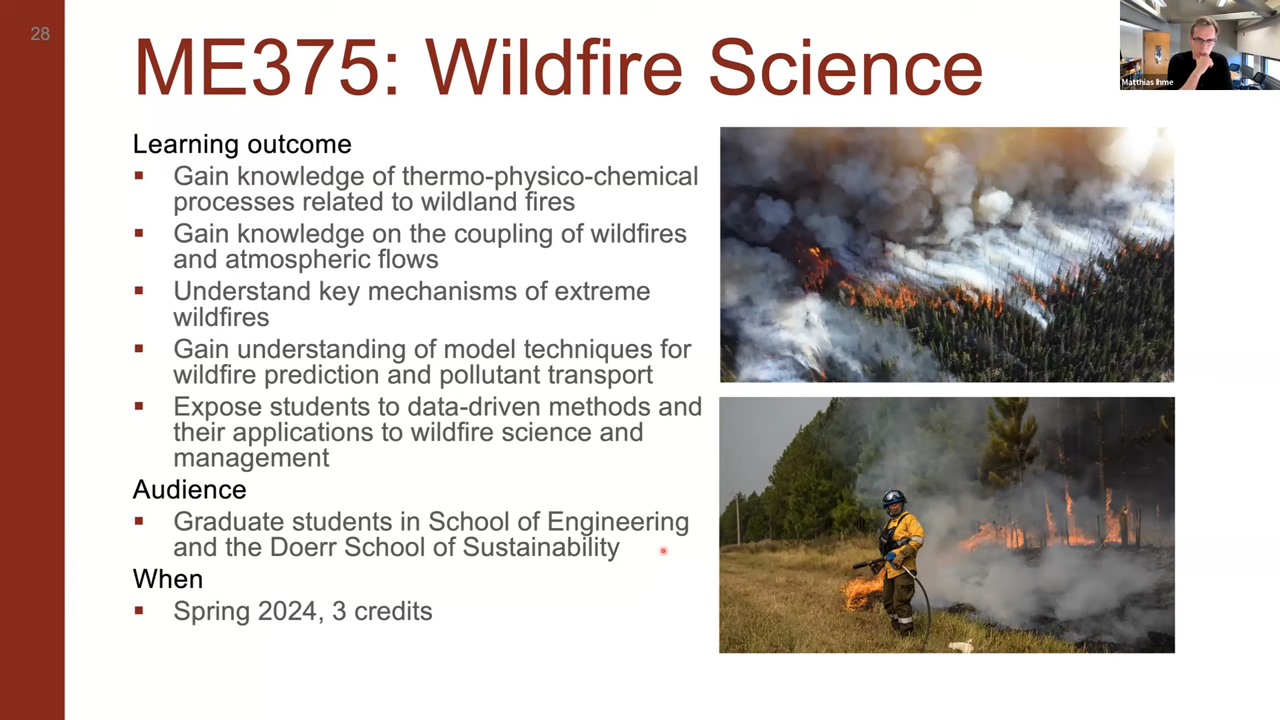 28
ME375: Wildfire Science
Matthias Ihme
Learning outcome
Gain knowledge of thermo-physico-chemical
processes related to wildland fires
Gain knowledge on the coupling of wildfires
and atmospheric flows
Understand key mechanisms of extreme
wildfires
Gain understanding of model techniques for
wildfire prediction and pollutant transport
Expose students to data-driven methods and
their applications to wildfire science and
management
Audience
Graduate students in School of Engineering
and the Doerr School of Sustainability
When
Spring 2024, 3 credits